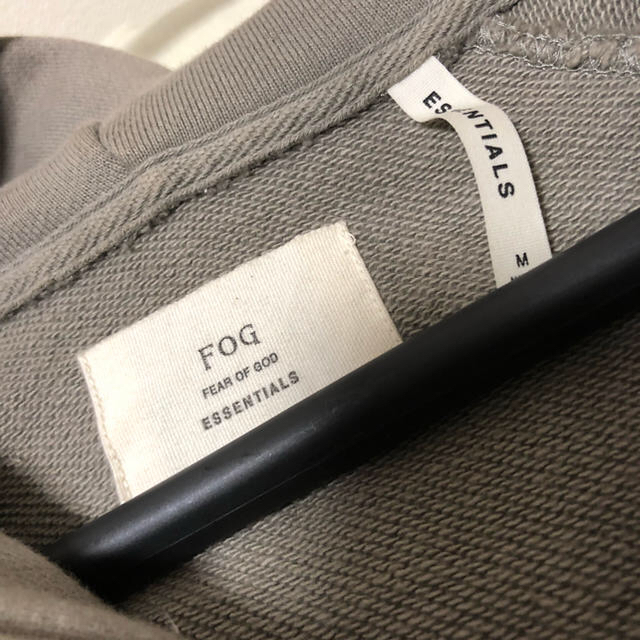 FOG
FEAR OF GOD
ESSENTIALS
ESSENTIALS
M